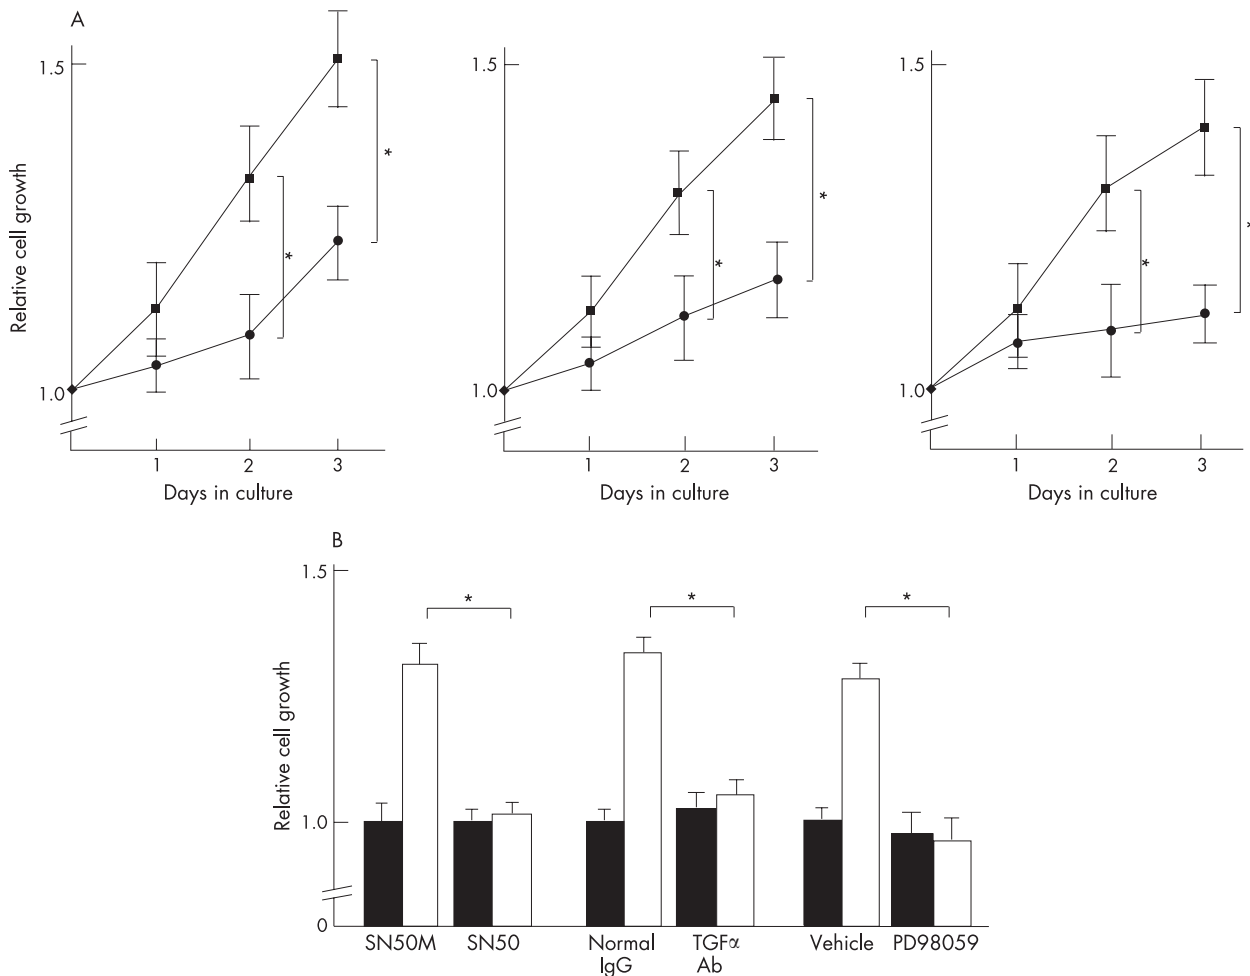 A
1.5
1.0
Relative cell growth
*
*
1 2 3
Days in culture
1.5
1.0
*
*
1 2 3
Days in culture
1.5
1.0
*
*
1 2 3
Days in culture
B
1.5
1.0
0
Relative cell growth
* * *
SN50M SN50 Normal IgG TGFα Ab Vehicle PD98059